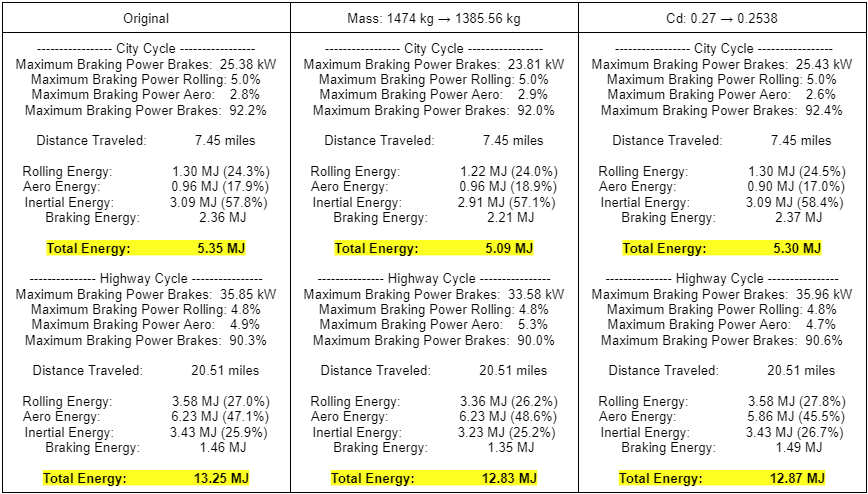 Original
------------------ City Cycle ------------------
Maximum Braking Power Brakes: 25.38 kW
Maximum Braking Power Rolling: 5.0%
Maximum Braking Power Aero: 2.8%
Maximum Braking Power Brakes: 92.2%
Distance Traveled: 7.45 miles
Rolling Energy: 1.30 MJ (24.3%)
Aero Energy: 0.96 MJ (17.9%)
Inertial Energy: 3.09 MJ (57.8%)
Braking Energy: 2.36 MJ
Total Energy: 5.35 MJ
---------------- Highway Cycle -----------------
Maximum Braking Power Brakes: 35.85 kW
Maximum Braking Power Rolling: 4.8%
Maximum Braking Power Aero: 4.9%
Maximum Braking Power Brakes: 90.3%
Distance Traveled: 20.51 miles
Rolling Energy: 3.58 MJ (27.0%)
Aero Energy: 6.23 MJ (47.1%)
Inertial Energy: 3.43 MJ (25.9%)
Braking Energy: 1.46 MJ
Total Energy: 13.25 MJ
Mass: 1474 kg → 1385.56 kg
------------------ City Cycle ------------------
Maximum Braking Power Brakes: 23.81 kW
Maximum Braking Power Rolling: 5.0%
Maximum Braking Power Aero: 2.9%
Maximum Braking Power Brakes: 92.0%
Distance Traveled: 7.45 miles
Rolling Energy: 1.22 MJ (24.0%)
Aero Energy: 0.96 MJ (18.9%)
Inertial Energy: 2.91 MJ (57.1%)
Braking Energy: 2.21 MJ
Total Energy: 5.09 MJ
---------------- Highway Cycle -----------------
Maximum Braking Power Brakes: 33.58 kW
Maximum Braking Power Rolling: 4.8%
Maximum Braking Power Aero: 5.3%
Maximum Braking Power Brakes: 90.0%
Distance Traveled: 20.51 miles
Rolling Energy: 3.36 MJ (26.2%)
Aero Energy: 6.23 MJ (48.6%)
Inertial Energy: 3.23 MJ (25.2%)
Braking Energy: 1.35 MJ
Total Energy: 12.83 MJ
Cd: 0.27 → 0.2538
------------------ City Cycle ------------------
Maximum Braking Power Brakes: 25.43 kW
Maximum Braking Power Rolling: 5.0%
Maximum Braking Power Aero: 2.6%
Maximum Braking Power Brakes: 92.4%
Distance Traveled: 7.45 miles
Rolling Energy: 1.30 MJ (24.5%)
Aero Energy: 0.90 MJ (17.0%)
Inertial Energy: 3.09 MJ (58.4%)
Braking Energy: 2.37 MJ
Total Energy: 5.30 MJ
---------------- Highway Cycle -----------------
Maximum Braking Power Brakes: 35.96 kW
Maximum Braking Power Rolling: 4.8%
Maximum Braking Power Aero: 4.7%
Maximum Braking Power Brakes: 90.6%
Distance Traveled: 20.51 miles
Rolling Energy: 3.58 MJ (27.8%)
Aero Energy: 5.86 MJ (45.5%)
Inertial Energy: 3.43 MJ (26.7%)
Braking Energy: 1.49 MJ
Total Energy: 12.87 MJ